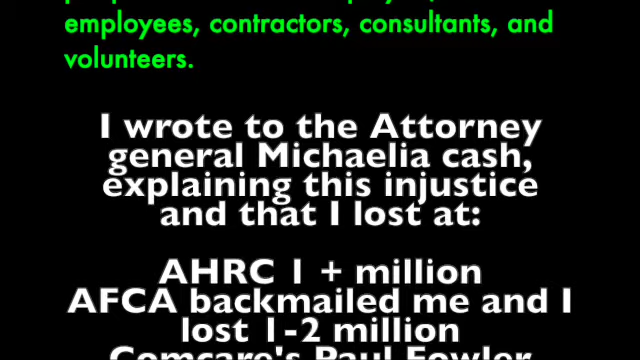 employees, contractors, consultants, and
volunteers.
I wrote to the Attorney
general Michaelia cash,
explaining this injustice
and that I lost at:
AHRC 1 + million
AFCA backmailed me and I
lost 1-2 million
Comcare's Paul Fowler